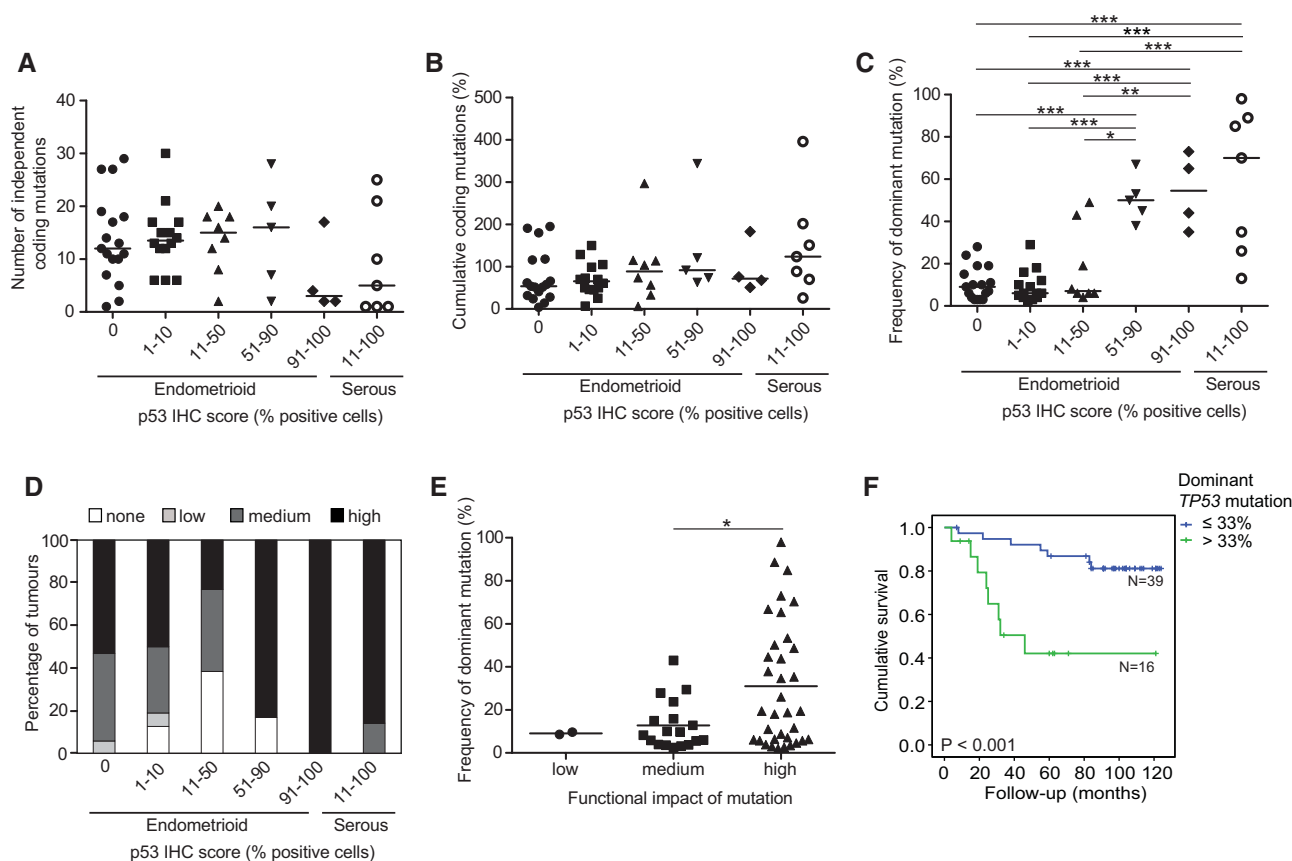 A
Number of independent
coding mutations
40
30
20
10
0
0
1-10
11-50
51-90
91-100
11-100
Endometrioid
Serous
p53 IHC score (% positive cells)
B
Cumulative coding mutations (%)
500
400
300
200
100
0
0
1-10
11-50
51-90
91-100
11-100
Endometrioid
Serous
p53 IHC score (% positive cells)
C
Frequency of dominant mutation (%)
***
***
***
***
***
**
***
***
*
100
80
60
40
20
0
0
1-10
11-50
51-90
91-100
11-100
Endometrioid
Serous
p53 IHC score (% positive cells)
D
none
low
medium
high
Percentage of tumours
100
80
60
40
20
0
0
1-10
11-50
51-90
91-100
11-100
Endometrioid
Serous
p53 IHC score (% positive cells)
E
Frequency of dominant mutation (%)
*
100
80
60
40
20
0
low
medium
high
Functional impact of mutation
F
Dominant
TP53 mutation
≤ 33%
> 33%
Cumulative survival
1.0
0.8
0.6
0.4
0.2
0.0
N=39
N=16
P < 0.001
0
20
40
60
80
100
120
Follow-up (months)